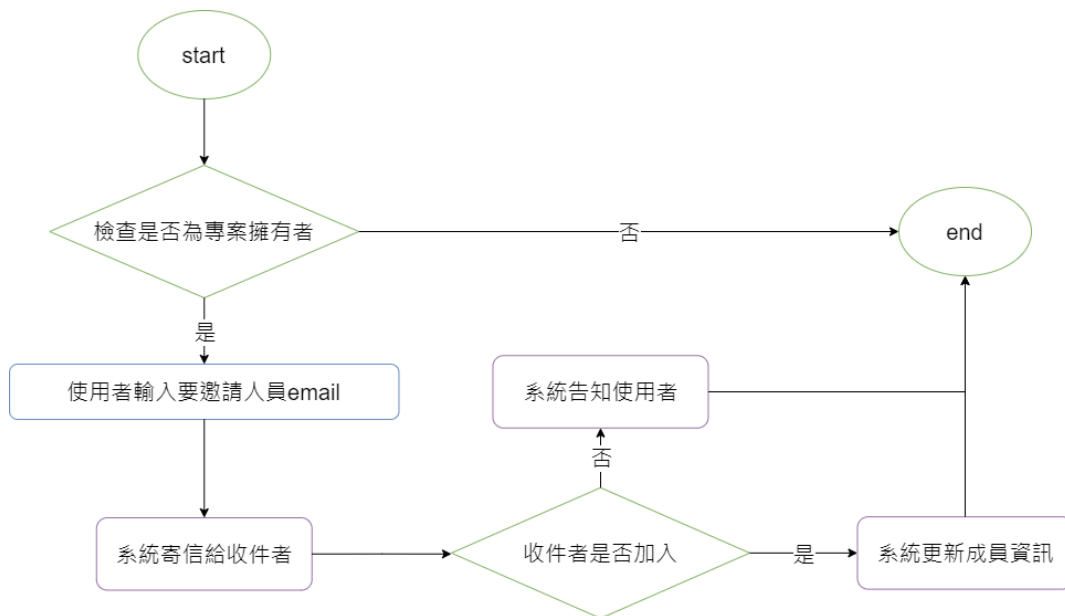 start
檢查是否為專案擁有者
否
end
是
使用者輸入要邀請人員email
系統告知使用者
否
系統寄信給收件者
收件者是否加入
是
系統更新成員資訊